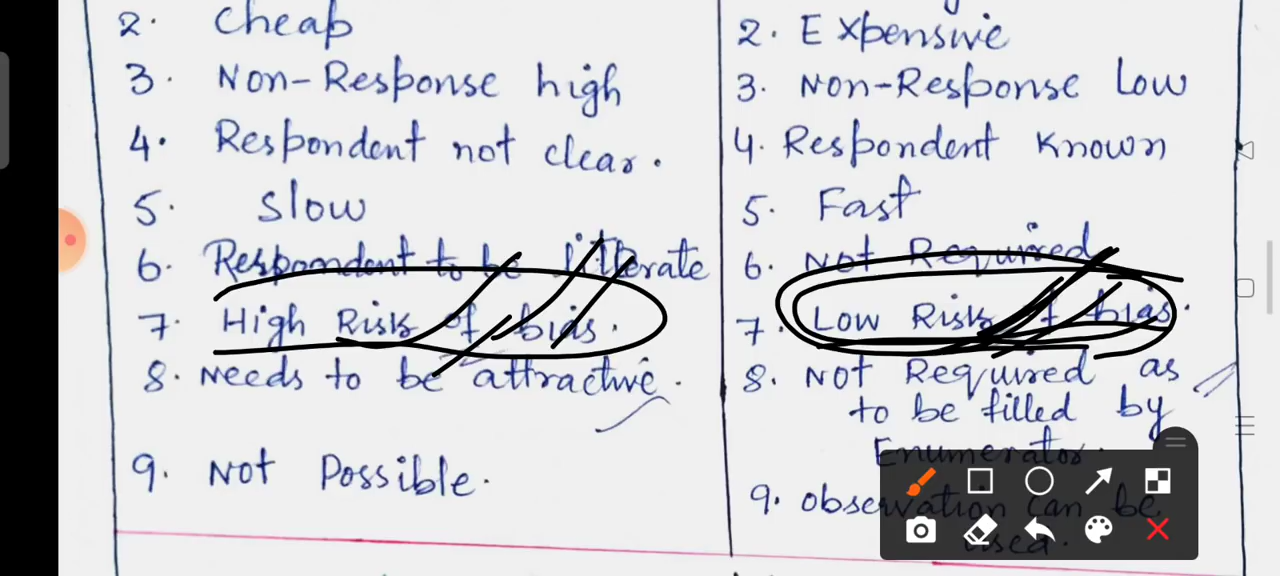 2. Cheap
3. Non-Response high
4. Respondent not clear.
5. Slow
6. Respondent to be litterate
7. High Risk of bias.
8. Needs to be attractive.
9. Not Possible.
2. Expensive
3. Non-Response Low
4. Respondent Known
5. Fast
6. Not Required
7. Low Risk of bias.
8. Not Required as
to be filled by
Enumerator.
9. observation can be
used.